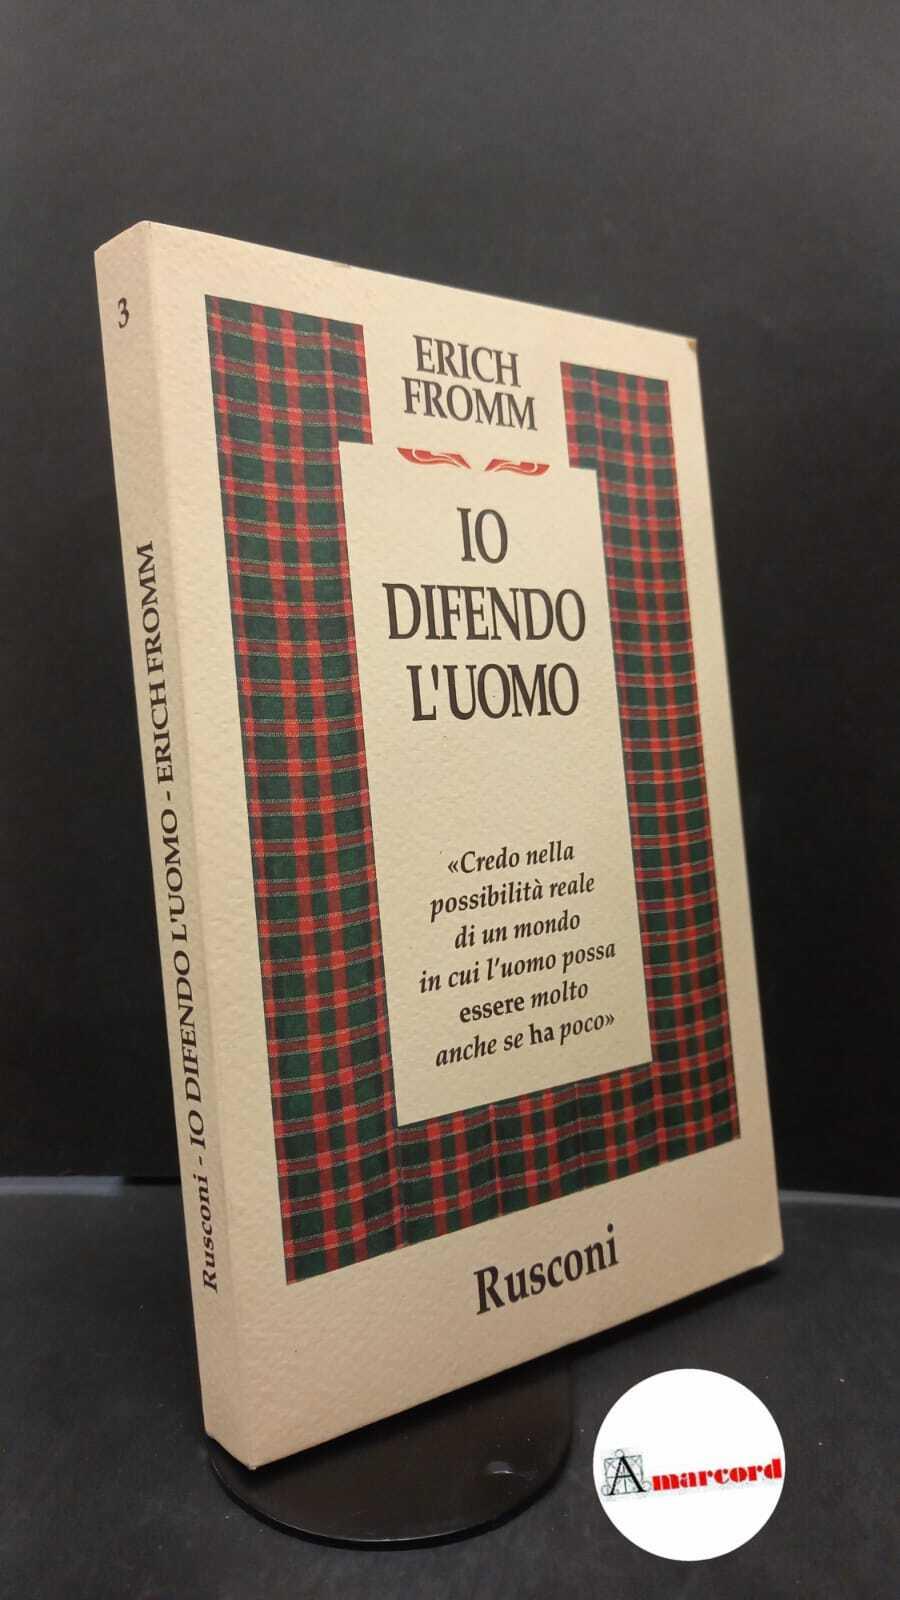 3
Rusconi - IO DIFENDO L'UOMO - ERICH FROMM
ERICH
FROMM
IO
DIFENDO
L'UOMO
«Credo nella
possibilità reale
di un mondo
in cui l'uomo possa
essere molto
anche se ha poco»
Rusconi
Amarcord